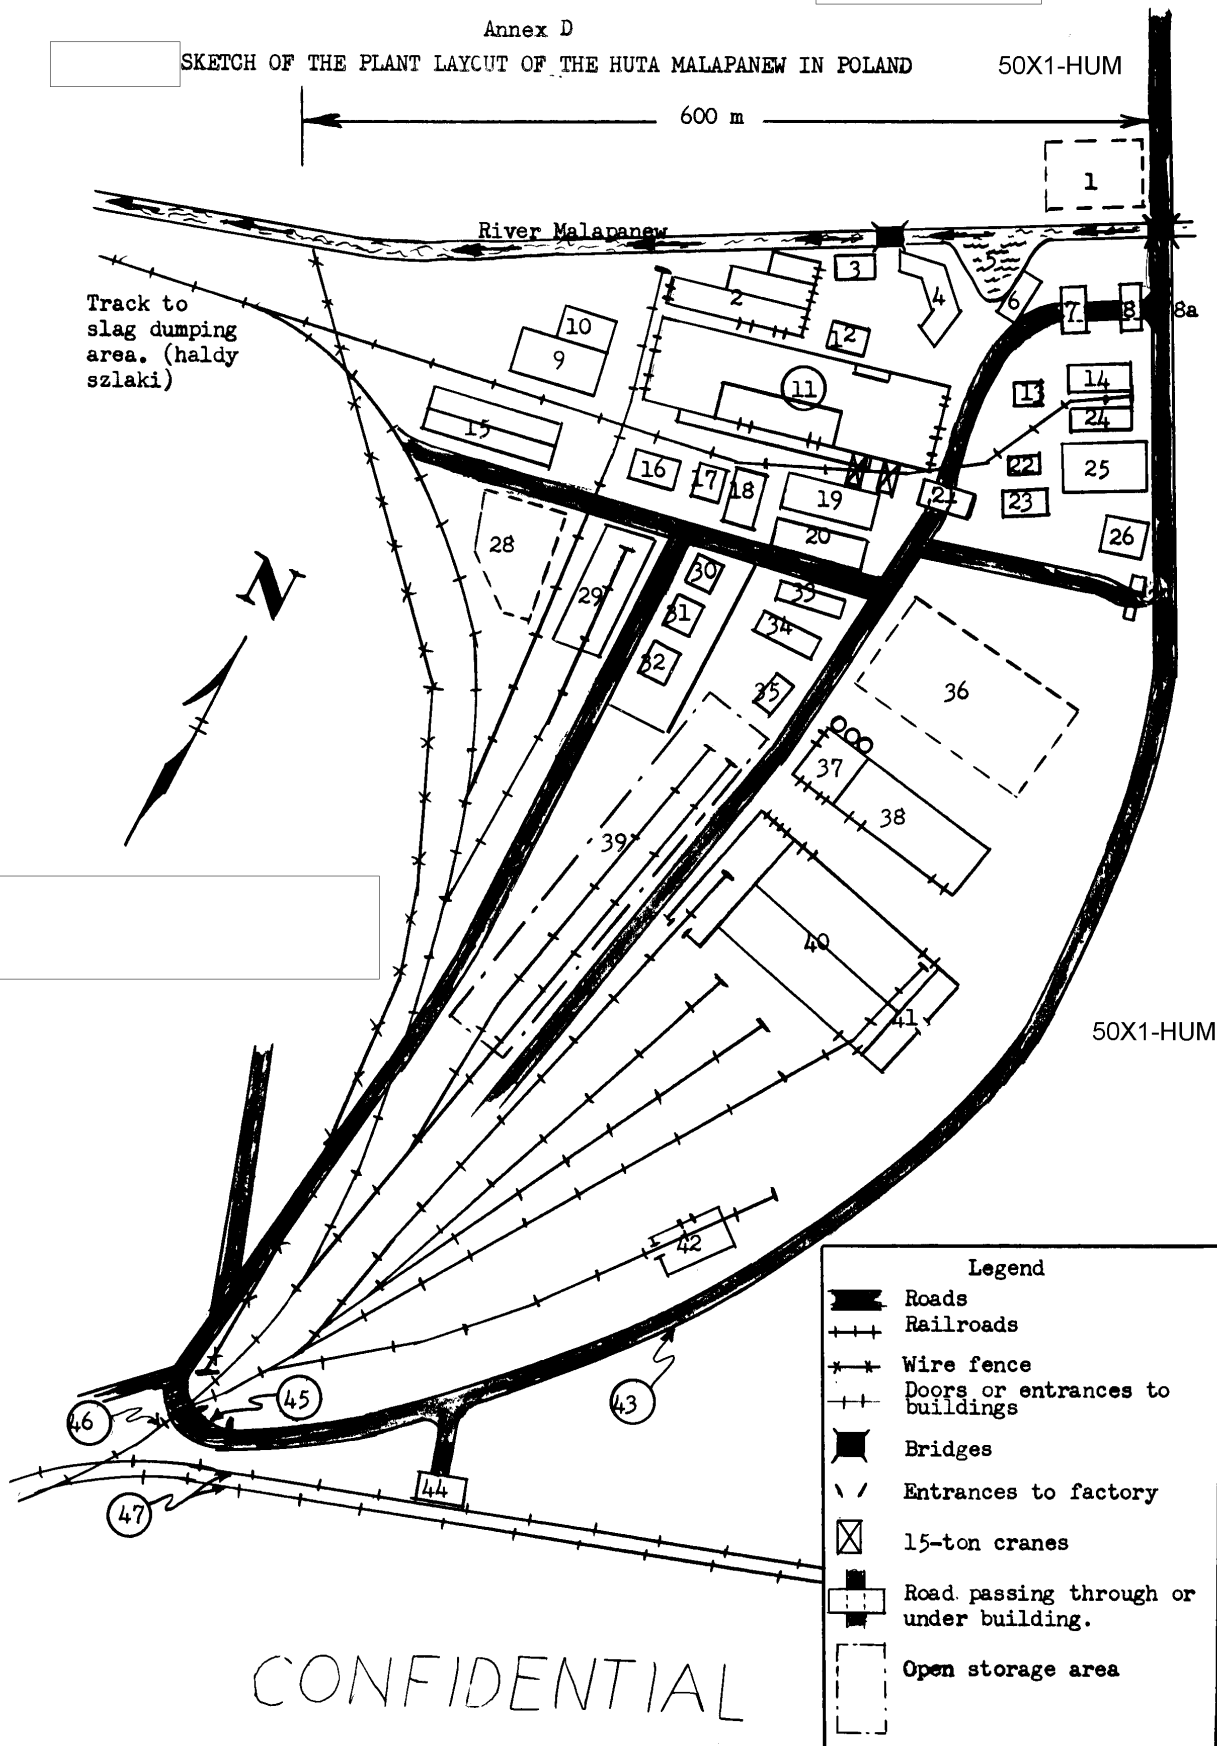 Annex D
SKETCH OF THE PLANT LAYOUT OF THE HUTA MALAPANEW IN POLAND
50X1-HUM
600 m
1
River Malapanew
Track to
slag dumping
area. (haldy
szlaki)
2
3
4
5
6
7
8
8a
9
10
11
12
13
14
15
16
17
18
19
20
21
22
23
24
25
26
28
29
30
31
32
33
34
35
36
37
38
39
40
41
42
43
44
45
46
47
N
50X1-HUM
Legend
Roads
Railroads
Wire fence
Doors or entrances to
buildings
Bridges
Entrances to factory
15-ton cranes
Road passing through or
under building.
Open storage area
CONFIDENTIAL